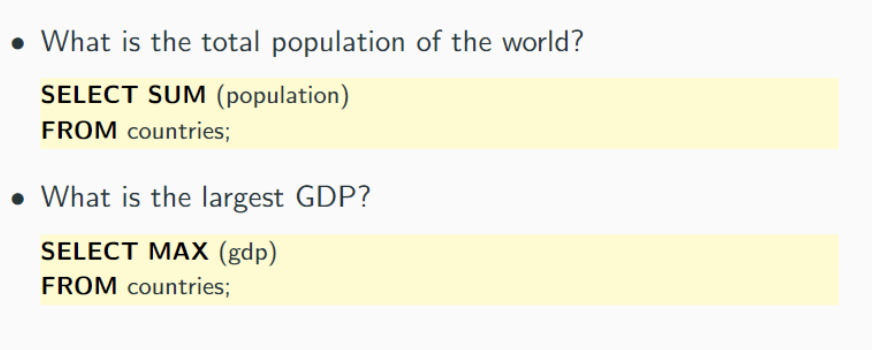 • What is the total population of the world?
SELECT SUM (population)
FROM countries;
• What is the largest GDP?
SELECT MAX (gdp)
FROM countries;